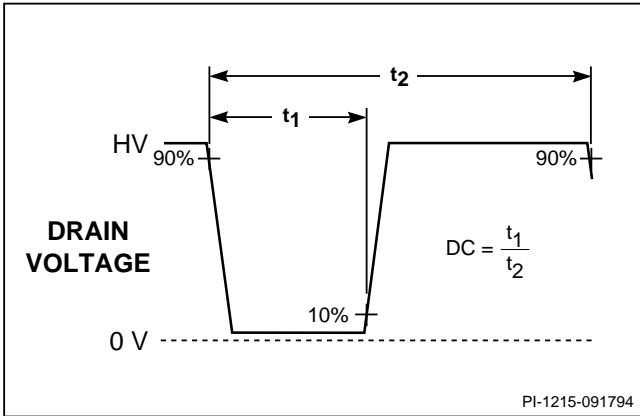 t2
t1
HV
90%
90%
DRAIN
VOLTAGE
DC = t1
t2
10%
0 V
PI-1215-091794